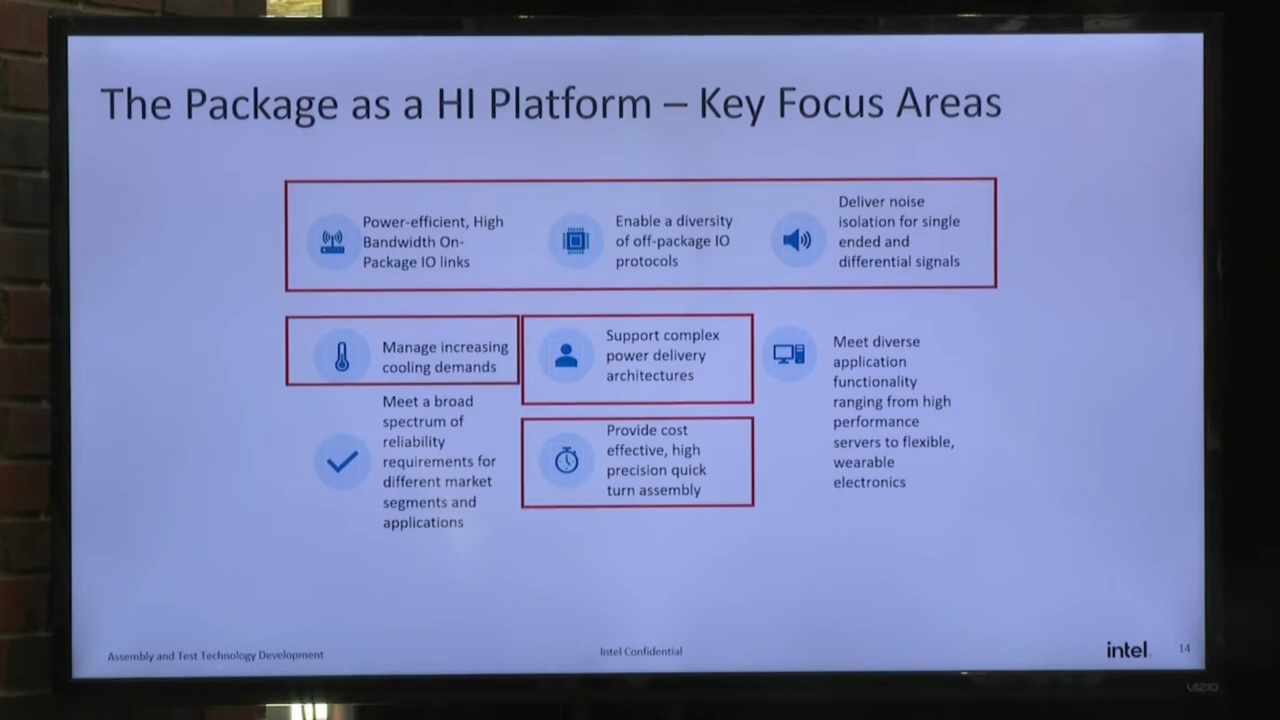 The Package as a HI Platform – Key Focus Areas
Power-efficient, High
Bandwidth On-
Package IO links
Enable a diversity
of off-package IO
protocols
Deliver noise
isolation for single
ended and
differential signals
Manage increasing
cooling demands
Support complex
power delivery
architectures
Meet diverse
application
functionality
ranging from high
performance
servers to flexible,
wearable
electronics
Meet a broad
spectrum of
reliability
requirements for
different market
segments and
applications
Provide cost
effective, high
precision quick
turn assembly
Assembly and Test Technology Development
Intel Confidential
intel.
14
VIZIO